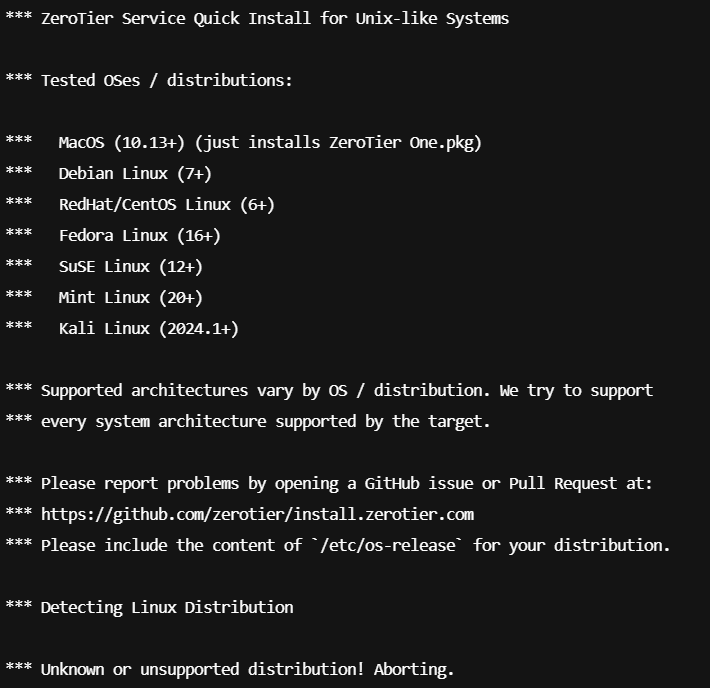 *** ZeroTier Service Quick Install for Unix-like Systems
*** Tested OSes / distributions:
***   MacOS (10.13+) (just installs ZeroTier One.pkg)
***   Debian Linux (7+)
***   RedHat/CentOS Linux (6+)
***   Fedora Linux (16+)
***   SuSE Linux (12+)
***   Mint Linux (20+)
***   Kali Linux (2024.1+)
*** Supported architectures vary by OS / distribution. We try to support
*** every system architecture supported by the target.
*** Please report problems by opening a GitHub issue or Pull Request at:
*** https://github.com/zerotier/install.zerotier.com
*** Please include the content of `/etc/os-release` for your distribution.
*** Detecting Linux Distribution
*** Unknown or unsupported distribution! Aborting.